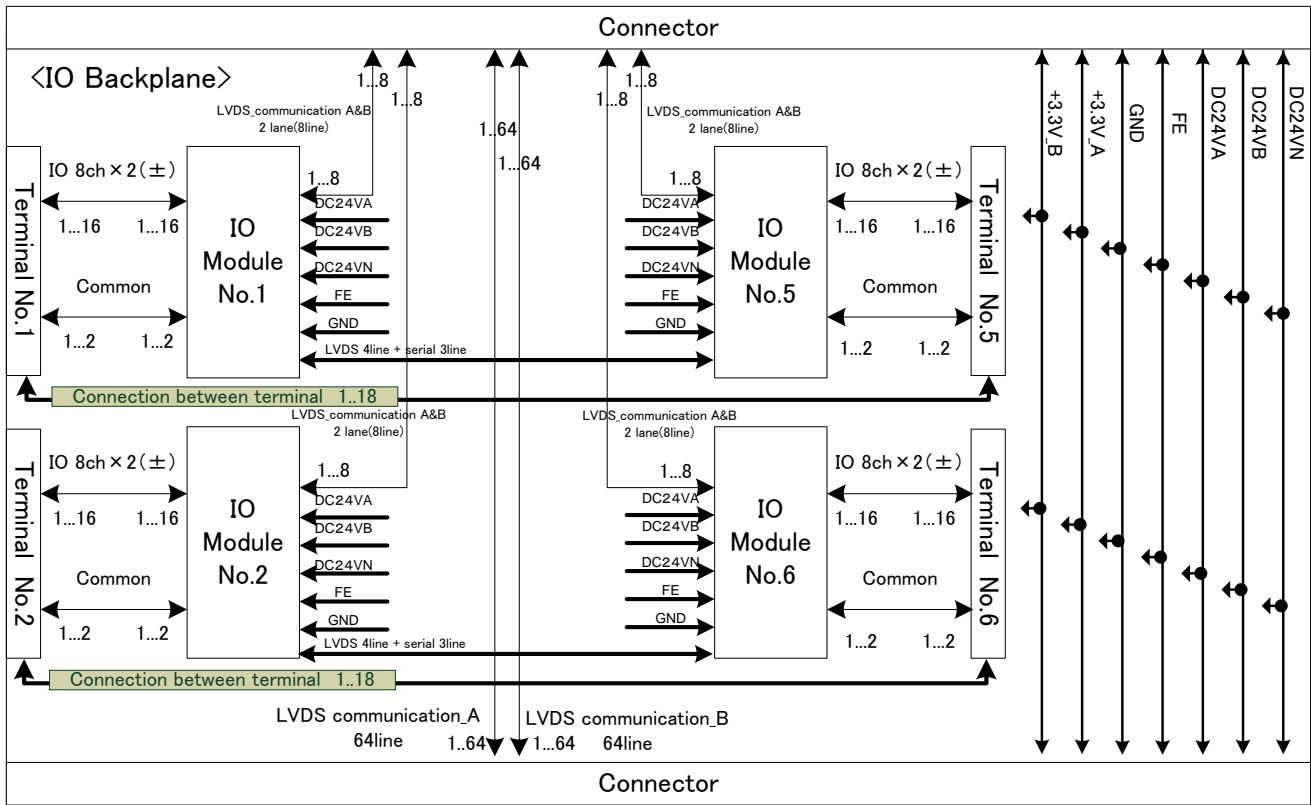 Connector
<IO Backplane>
1...8
1...8
LVDS_communication A&B
2 lane(8line)
1..64
1...64
1...8
1...8
LVDS_communication A&B
2 lane(8line)
+3.3V_B
+3.3V_A
GND
FE
DC24VA
DC24VB
DC24VN
Terminal No.1
IO 8ch×2(±)
1...16 1...16
Common
1...2 1...2
IO
Module
No.1
1...8
DC24VA
DC24VB
DC24VN
FE
GND
LVDS 4line + serial 3line
1...8
DC24VA
DC24VB
DC24VN
FE
GND
IO
Module
No.5
IO 8ch×2(±)
1...16 1...16
Common
1...2 1...2
Terminal No.5
Connection between terminal 1..18
LVDS_communication A&B
2 lane(8line)
LVDS_communication A&B
2 lane(8line)
Terminal No.2
IO 8ch×2(±)
1...16 1...16
Common
1...2 1...2
IO
Module
No.2
1...8
DC24VA
DC24VB
DC24VN
FE
GND
LVDS 4line + serial 3line
1...8
DC24VA
DC24VB
DC24VN
FE
GND
IO
Module
No.6
IO 8ch×2(±)
1...16 1...16
Common
1...2 1...2
Terminal No.6
Connection between terminal 1..18
LVDS communication_A
64line 1..64
LVDS communication_B
1...64 64line
Connector